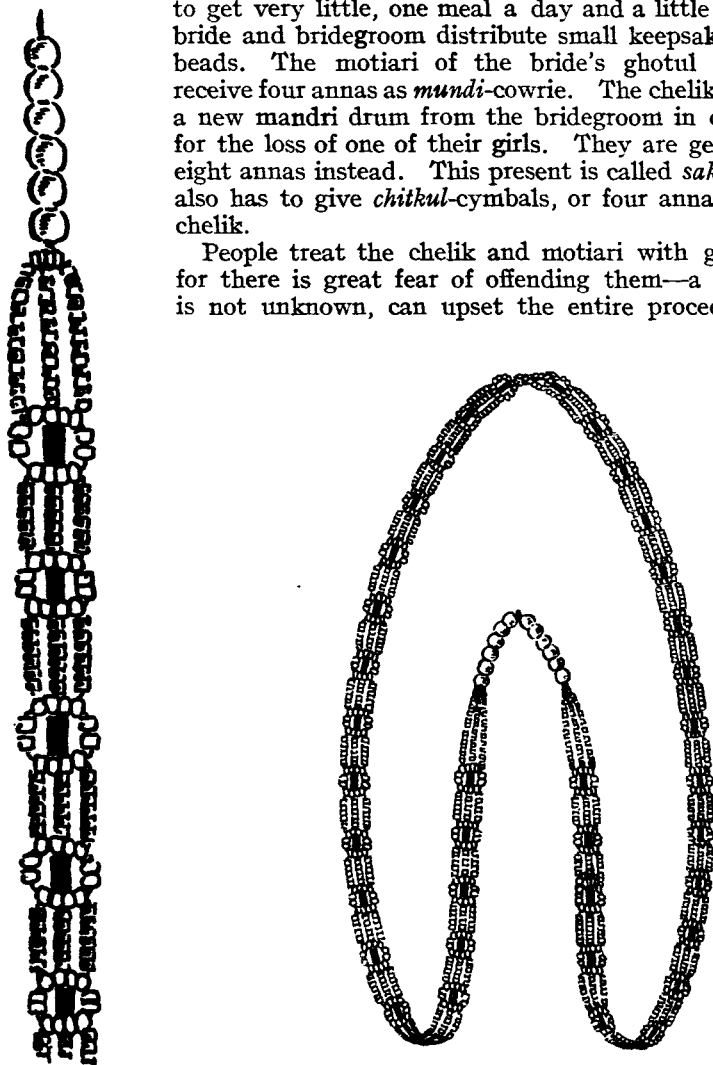 to get very little, one meal a day and a little
bride and bridegroom distribute small keepsak
beads. The motiari of the bride's ghotul
receive four annas as mundi-cowrie. The chelik
a new mandri drum from the bridegroom in
for the loss of one of their girls. They are ge
eight annas instead. This present is called sal
also has to give chitkul-cymbals, or four anna
chelik.
People treat the chelik and motiari with g
for there is great fear of offending them—a
is not unknown, can upset the entire procee